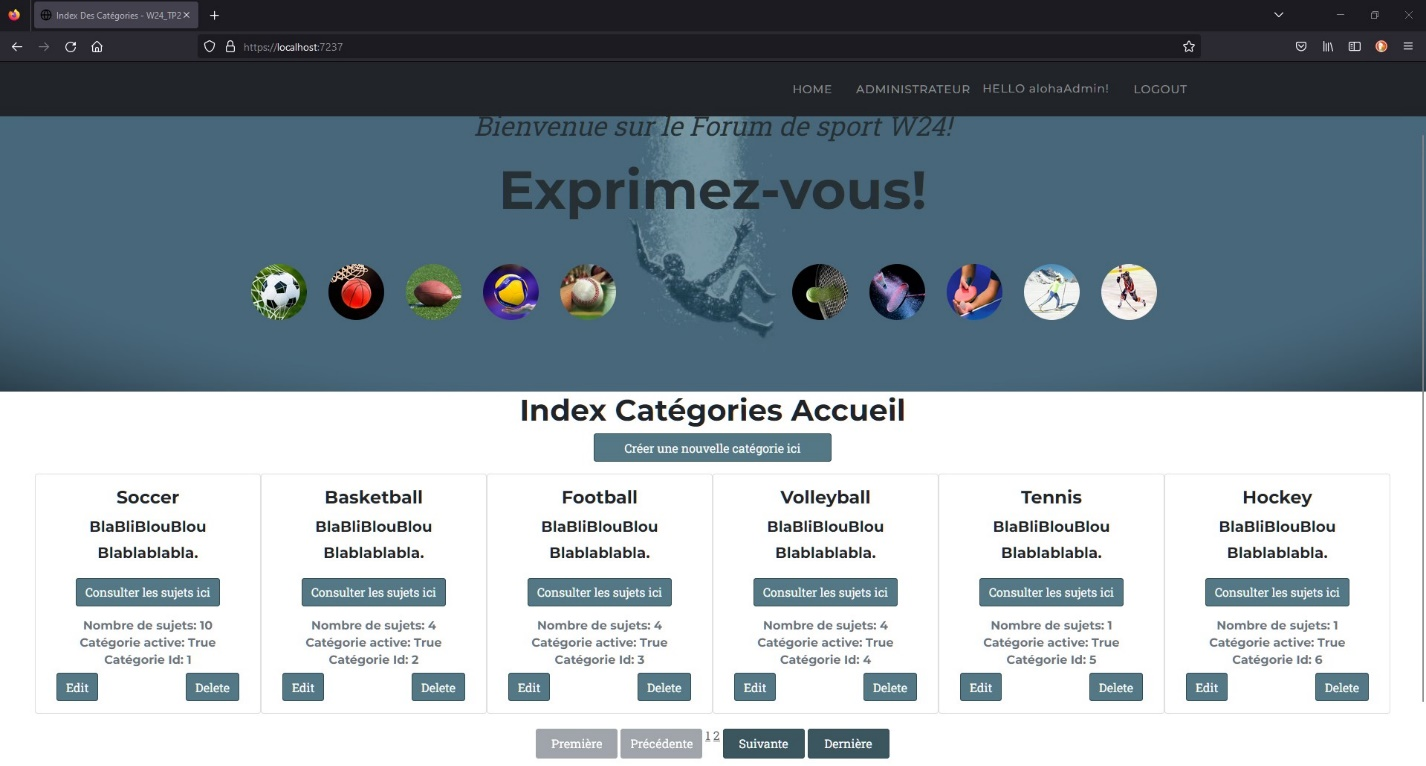 Index Des Catégories - W24_TP2
https://localhost:7237
HOME ADMINISTRATEUR HELLO alohaAdmin! LOGOUT
Bienvenue sur le Forum de sport W24!
Exprimez-vous!
Index Catégories Accueil
Créer une nouvelle catégorie ici
Soccer
BlaBliBlouBlou
Blablablabla.
Consulter les sujets ici
Nombre de sujets: 10
Catégorie active: True
Catégorie Id: 1
Edit Delete
Basketball
BlaBliBlouBlou
Blablablabla.
Consulter les sujets ici
Nombre de sujets: 4
Catégorie active: True
Catégorie Id: 2
Edit Delete
Football
BlaBliBlouBlou
Blablablabla.
Consulter les sujets ici
Nombre de sujets: 4
Catégorie active: True
Catégorie Id: 3
Edit Delete
Volleyball
BlaBliBlouBlou
Blablablabla.
Consulter les sujets ici
Nombre de sujets: 4
Catégorie active: True
Catégorie Id: 4
Edit Delete
Tennis
BlaBliBlouBlou
Blablablabla.
Consulter les sujets ici
Nombre de sujets: 1
Catégorie active: True
Catégorie Id: 5
Edit Delete
Hockey
BlaBliBlouBlou
Blablablabla.
Consulter les sujets ici
Nombre de sujets: 1
Catégorie active: True
Catégorie Id: 6
Edit Delete
Première Précédente 1 2 Suivante Dernière